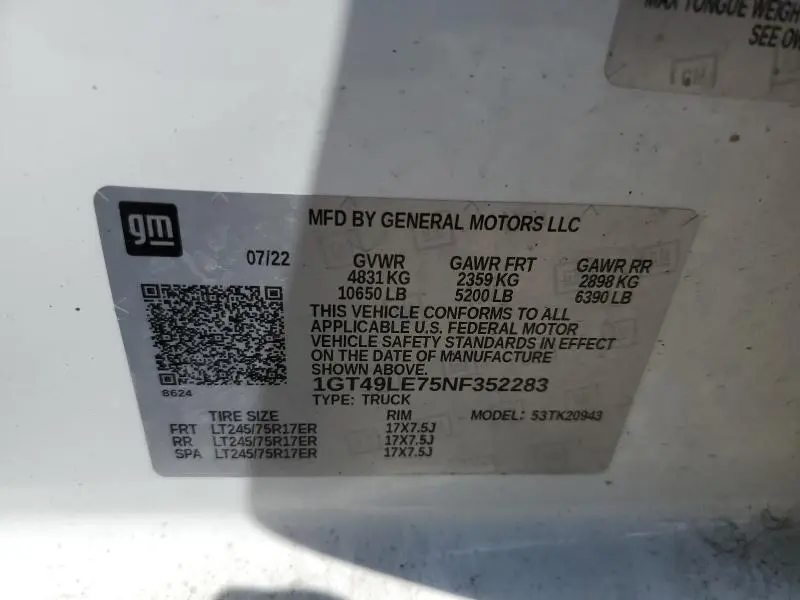 MAX TONGUE WEIGH
SEE OW
GM
gm
MFD BY GENERAL MOTORS LLC
07/22
GVWR GAWR FRT GAWR RR
4831 KG 2359 KG 2898 KG
10650 LB 5200 LB 6390 LB
THIS VEHICLE CONFORMS TO ALL
APPLICABLE U.S. FEDERAL MOTOR
VEHICLE SAFETY STANDARDS IN EFFECT
ON THE DATE OF MANUFACTURE
SHOWN ABOVE.
1GT49LE75NF352283
TYPE: TRUCK
8624
TIRE SIZE RIM MODEL: 53TK20943
FRT LT245/75R17ER 17X7.5J
RR LT245/75R17ER 17X7.5J
SPA LT245/75R17ER 17X7.5J